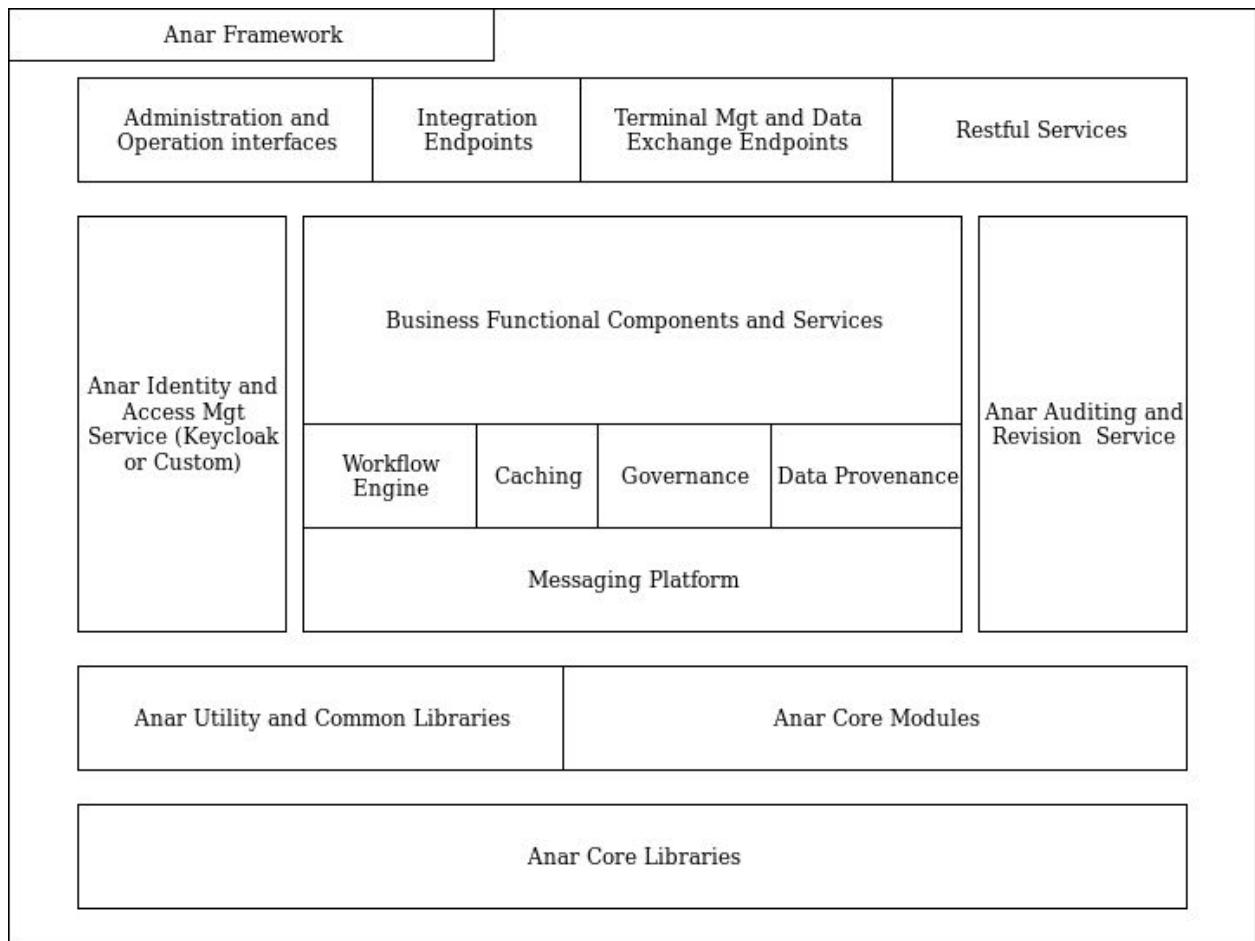 Anar Framework
Administration and
Operation interfaces
Integration
Endpoints
Terminal Mgt and Data
Exchange Endpoints
Restful Services
Anar Identity and
Access Mgt
Service (Keycloak
or Custom)
Business Functional Components and Services
Workflow
Engine
Caching
Governance
Data Provenance
Messaging Platform
Anar Auditing and
Revision  Service
Anar Utility and Common Libraries
Anar Core Modules
Anar Core Libraries